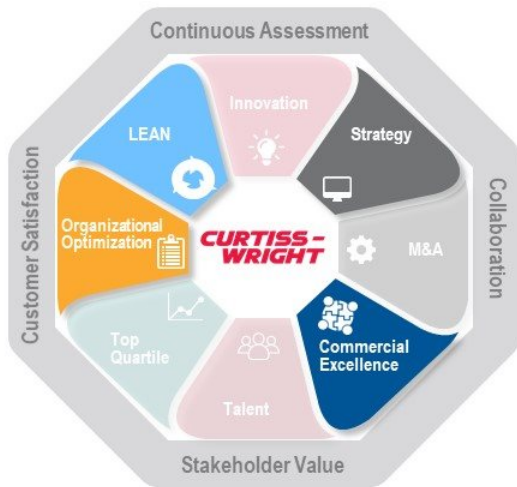 Continuous Assessment
Innovation
LEAN
Strategy
Customer Satisfaction
Organizational
Optimization
CURTISS-
WRIGHT
M&A
Collaboration
Top
Quartile
Commercial
Excellence
Talent
Stakeholder Value